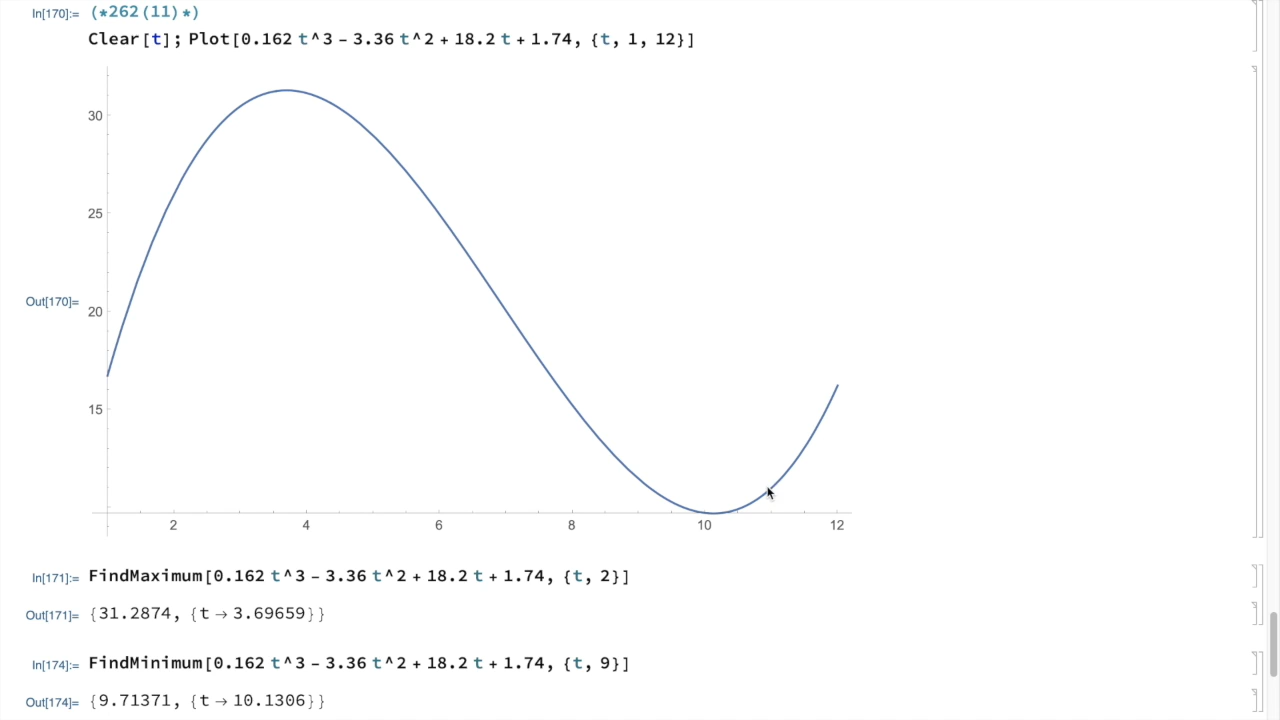 In[170]:= (*262(11)*)
Clear[t]; Plot[0.162 t^3 - 3.36 t^2 + 18.2 t + 1.74, {t, 1, 12}]
30
25
Out[170]=
20
15
2 4 6 8 10 12
In[171]:= FindMaximum[0.162 t^3 - 3.36 t^2 + 18.2 t + 1.74, {t, 2}]
Out[171]= {31.2874, {t → 3.69659}}
In[174]:= FindMinimum[0.162 t^3 - 3.36 t^2 + 18.2 t + 1.74, {t, 9}]
Out[174]= {9.71371, {t → 10.1306}}